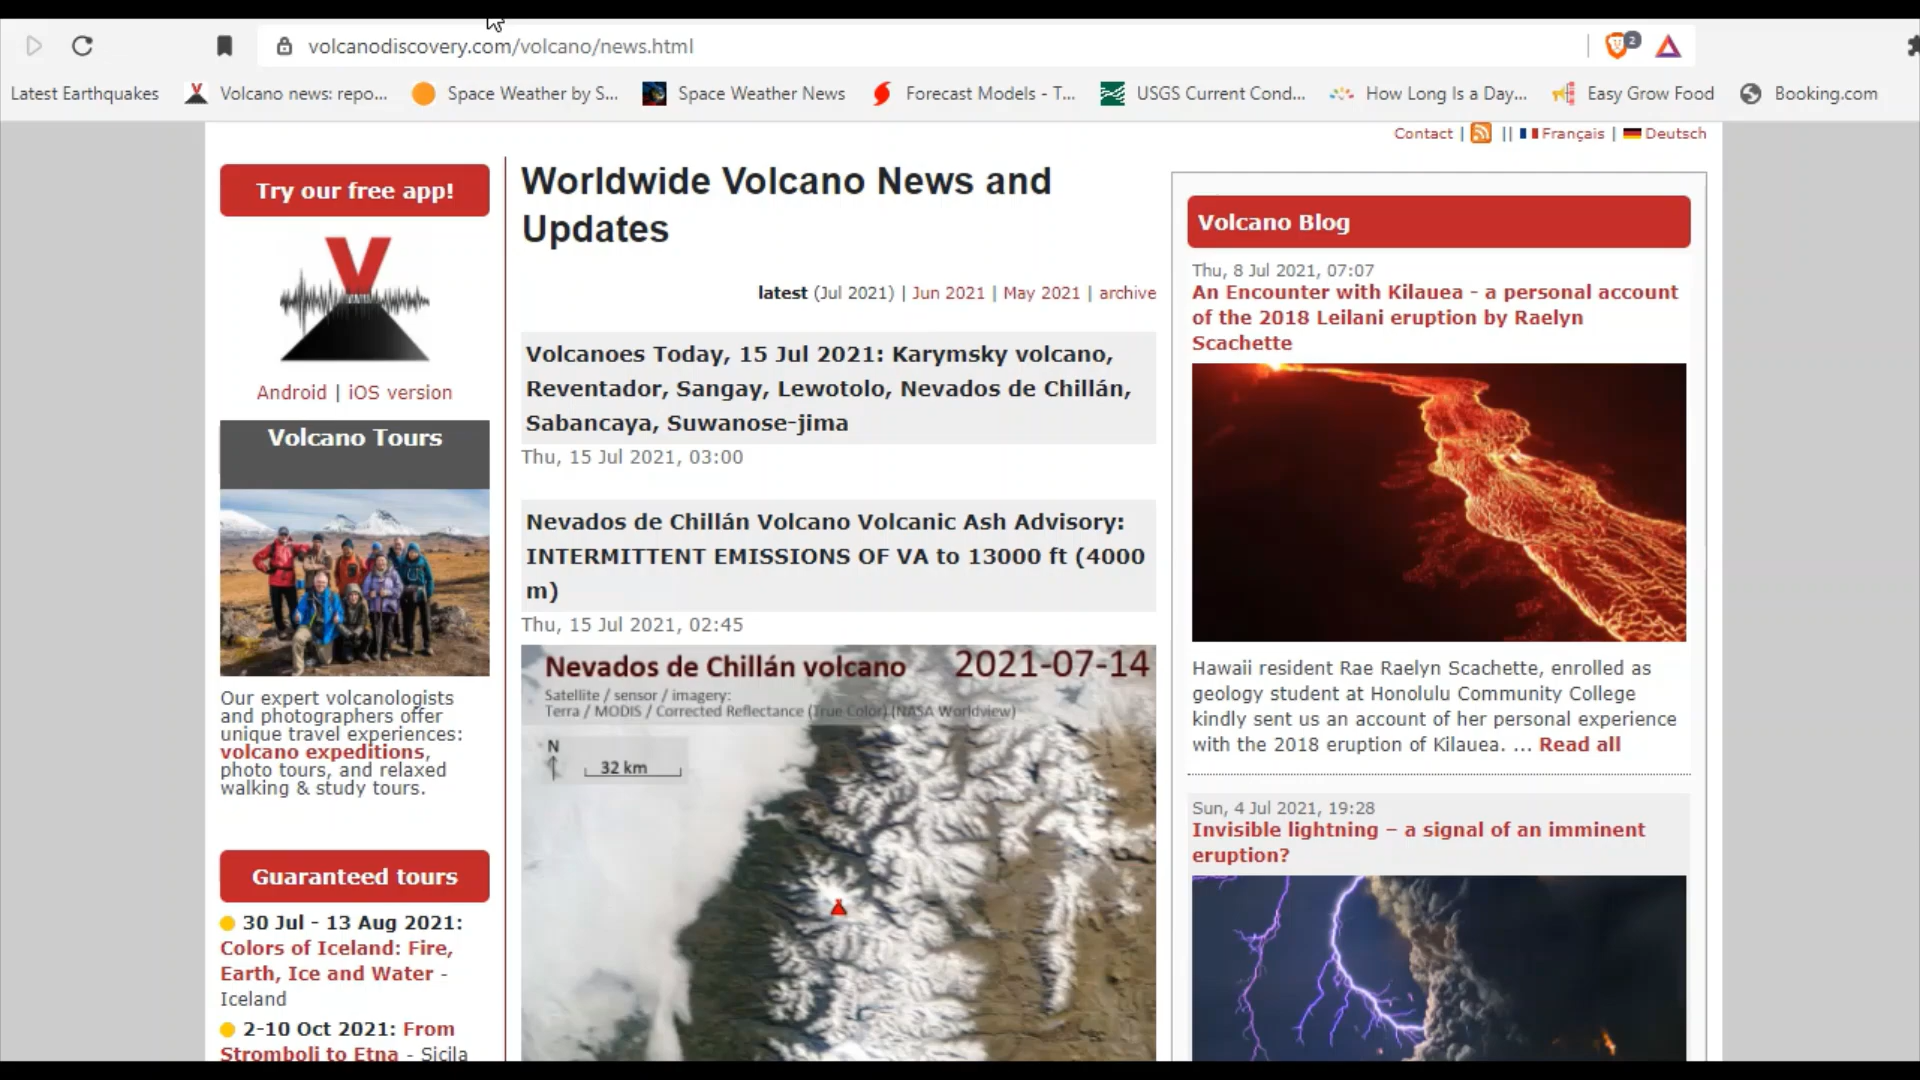 volcanodiscovery.com/volcano/news.html
2
Latest Earthquakes
Volcano news: repo...
Space Weather by S...
Space Weather News
Forecast Models - T...
USGS Current Cond...
How Long Is a Day...
Easy Grow Food
Booking.com
Contact | || Français | Deutsch
Try our free app!
V
Android | iOS version
Volcano Tours
Our expert volcanologists
and photographers offer
unique travel experiences:
volcano expeditions,
photo tours, and relaxed
walking & study tours.
Guaranteed tours
30 Jul - 13 Aug 2021:
Colors of Iceland: Fire,
Earth, Ice and Water -
Iceland
2-10 Oct 2021: From
Stromboli to Etna - Sicila
Worldwide Volcano News and
Updates
latest (Jul 2021) | Jun 2021 | May 2021 | archive
Volcanoes Today, 15 Jul 2021: Karymsky volcano,
Reventador, Sangay, Lewotolo, Nevados de Chillán,
Sabancaya, Suwanose-jima
Thu, 15 Jul 2021, 03:00
Nevados de Chillán Volcano Volcanic Ash Advisory:
INTERMITTENT EMISSIONS OF VA to 13000 ft (4000
m)
Thu, 15 Jul 2021, 02:45
Nevados de Chillán volcano 2021-07-14
Satellite / sensor / imagery:
Terra / MODIS / Corrected Reflectance (True Color) (NASA Worldview)
N
32 km
Volcano Blog
Thu, 8 Jul 2021, 07:07
An Encounter with Kilauea - a personal account
of the 2018 Leilani eruption by Raelyn
Scachette
Hawaii resident Rae Raelyn Scachette, enrolled as
geology student at Honolulu Community College
kindly sent us an account of her personal experience
with the 2018 eruption of Kilauea. ... Read all
Sun, 4 Jul 2021, 19:28
Invisible lightning – a signal of an imminent
eruption?